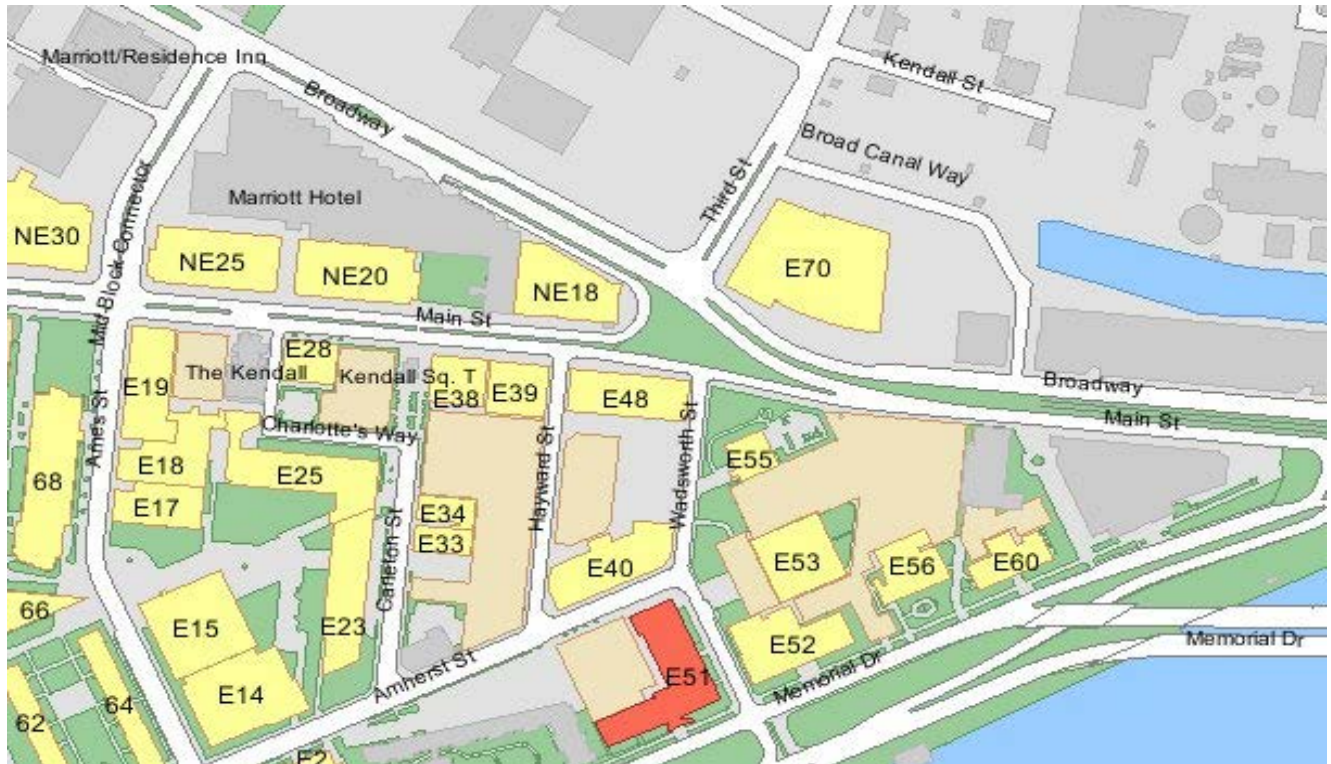 Marriott/Residence Inn
Kendall St
Broadway
Broad Canal Way
Third St
Marriott Hotel
Mid Block Connector
NE30
NE25
NE20
NE18
E70
Main St
E28
The Kendall
Kendall Sq. T
E19
E38
E39
E48
Broadway
Main St
Charlotte's Way
Ames St
E18
E25
E55
68
E17
E34
E33
Hayward St
Wadsworth St
Carleton St
E40
E53
E56
E60
66
E15
E23
E52
Memorial Dr
Memorial Dr
Amherst St
E51
E14
64
62
E2